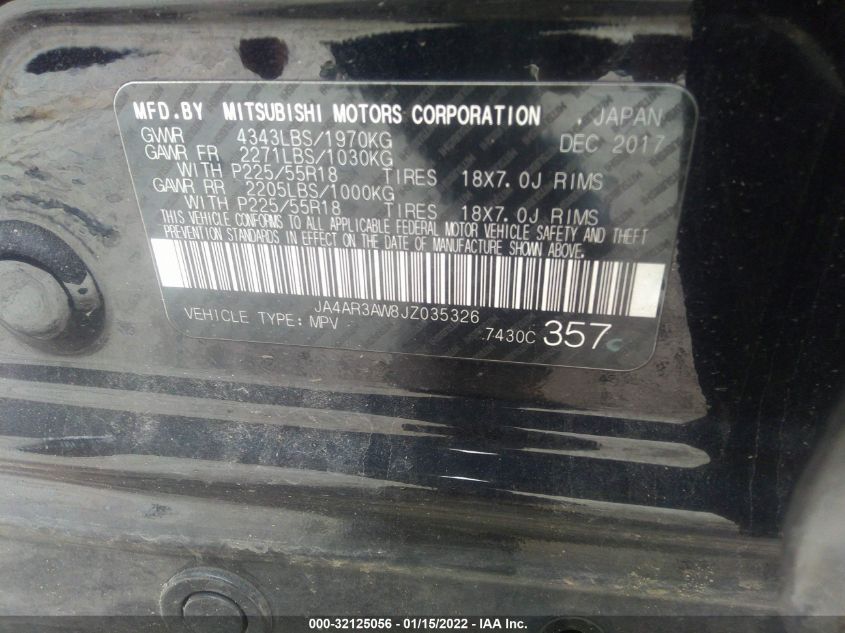 MFD.BY MITSUBISHI MOTORS CORPORATION , JAPAN
GVWR 4343LBS/1970KG DEC 2017
GAWR FR 2271LBS/1030KG
WITH P225/55R18 TIRES 18X7.0J RIMS
GAWR RR 2205LBS/1000KG
WITH P225/55R18 TIRES 18X7.0J RIMS
THIS VEHICLE CONFORMS TO ALL APPLICABLE FEDERAL MOTOR VEHICLE SAFETY AND THEFT
PREVENTION STANDARDS IN EFFECT ON THE DATE OF MANUFACTURE SHOWN ABOVE.
JA4AR3AW8JZ035326
VEHICLE TYPE: MPV .7430C 357C
000-32125056 - 01/15/2022 - IAA Inc.